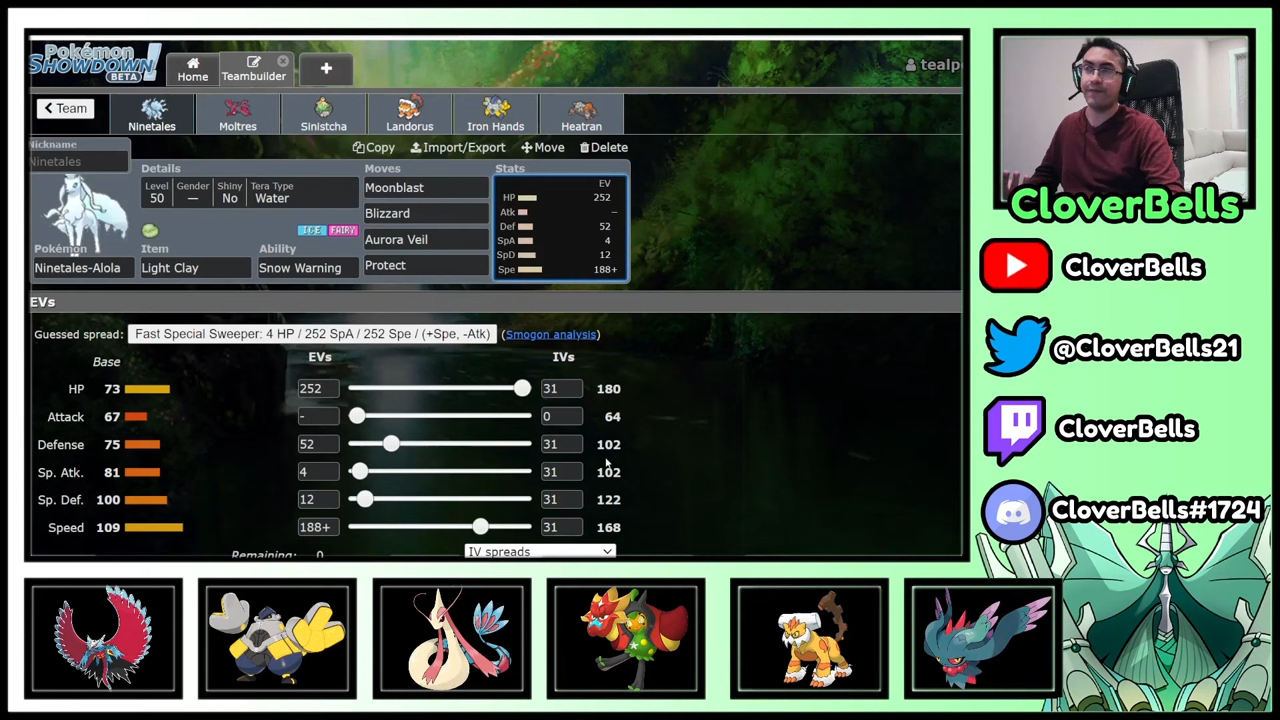 Pokémon
SHOWDOWN!
BETA
Home
Teambuilder
+
tealp
Team
Ninetales
Moltres
Sinistcha
Landorus
Iron Hands
Heatran
Copy
Import/Export
Move
Delete
Nickname
Ninetales
Details
Level
50
Gender
—
Shiny
No
Tera Type
Water
ICE
FAIRY
Pokémon
Ninetales-Alola
Item
Light Clay
Ability
Snow Warning
Moves
Moonblast
Blizzard
Aurora Veil
Protect
Stats
EV
HP 252
Atk –
Def 52
SpA 4
SpD 12
Spe 188+
EVs
Guessed spread: Fast Special Sweeper: 4 HP / 252 SpA / 252 Spe / (+Spe, -Atk) (Smogon analysis)
Base EVs IVs
HP 73 252 31 180
Attack 67 - 0 64
Defense 75 52 31 102
Sp. Atk. 81 4 31 102
Sp. Def. 100 12 31 122
Speed 109 188+ 31 168
Remaining: 0
IV spreads
CloverBells
CloverBells
@CloverBells21
CloverBells
CloverBells#1724